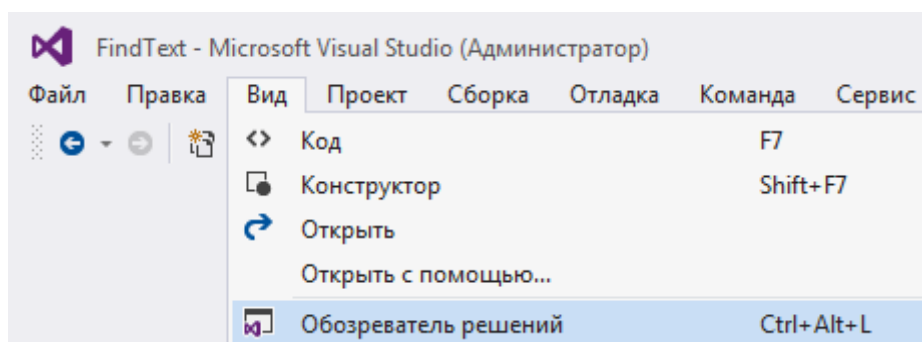 FindText - Microsoft Visual Studio (Администратор)
Файл Правка Вид Проект Сборка Отладка Команда Сервис
Код F7
Конструктор Shift+F7
Открыть
Открыть с помощью...
Обозреватель решений Ctrl+Alt+L